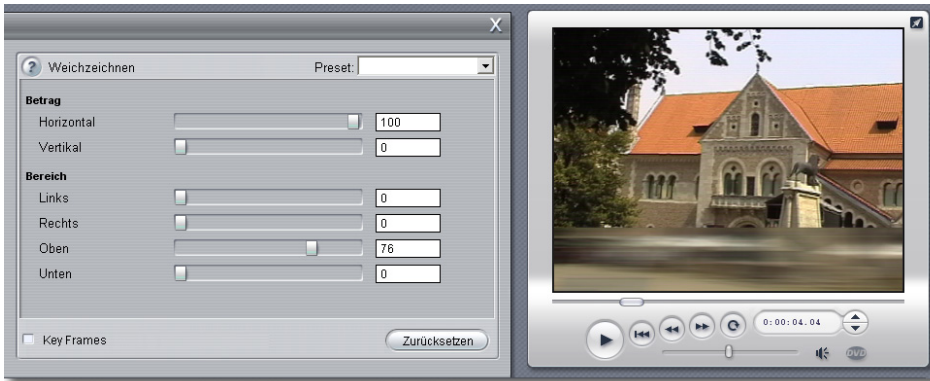 X
? Weichzeichnen Preset:
Betrag
Horizontal 100
Vertikal 0
Bereich
Links 0
Rechts 0
Oben 76
Unten 0
Key Frames Zurücksetzen
0:00:04.04
DVD